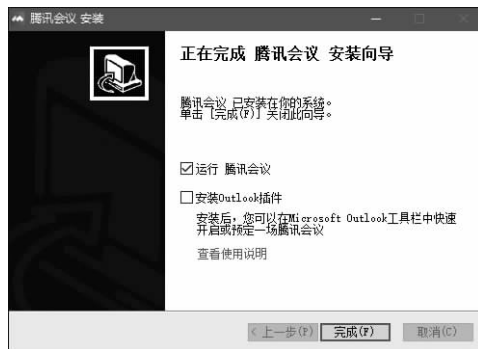 腾讯会议 安装
正在完成 腾讯会议 安装向导
腾讯会议 已安装在你的系统。
单击 [完成(F)] 关闭此向导。
运行 腾讯会议
安装Outlook插件
安装后，您可以在Microsoft Outlook工具栏中快速
开启或预定一场腾讯会议
查看使用说明
< 上一步(P)
完成(F)
取消(C)